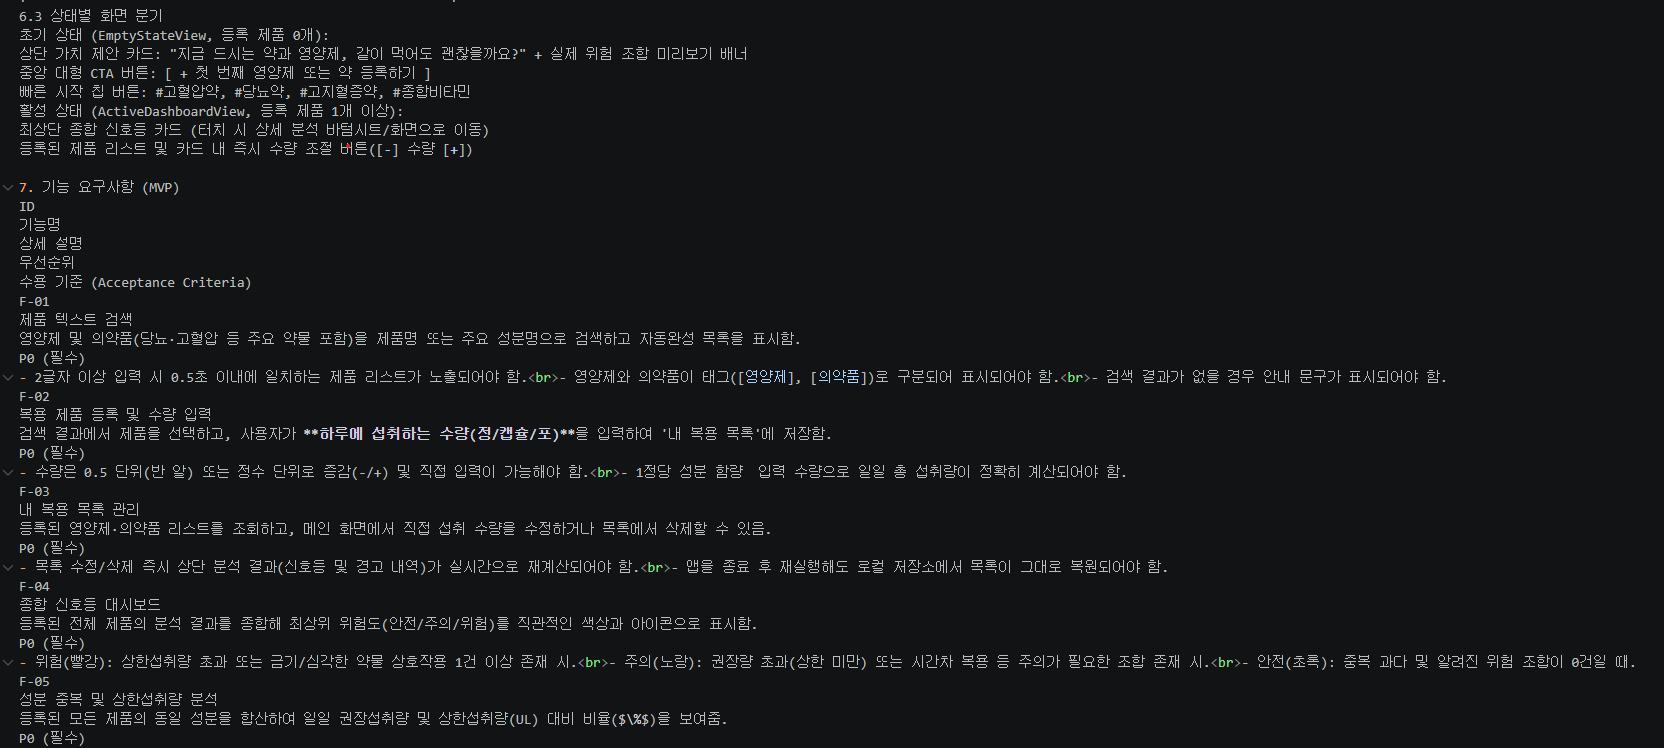 6.3 상태별 화면 분기
초기 상태 (EmptyStateView, 등록 제품 0개):
상단 가치 제안 카드: "지금 드시는 약과 영양제, 같이 먹어도 괜찮을까요?" + 실제 위험 조합 미리보기 배너
중앙 대형 CTA 버튼: [ + 첫 번째 영양제 또는 약 등록하기 ]
빠른 시작 칩 버튼: #고혈압약, #당뇨약, #고지혈증약, #종합비타민
활성 상태 (ActiveDashboardView, 등록 제품 1개 이상):
최상단 종합 신호등 카드 (터치 시 상세 분석 바텀시트/화면으로 이동)
등록된 제품 리스트 및 카드 내 즉시 수량 조절 버튼([-] 수량 [+])
7. 기능 요구사항 (MVP)
ID
기능명
상세 설명
우선순위
수용 기준 (Acceptance Criteria)
F-01
제품 텍스트 검색
영양제 및 의약품(당뇨·고혈압 등 주요 약물 포함)을 제품명 또는 주요 성분명으로 검색하고 자동완성 목록을 표시함.
P0 (필수)
- 2글자 이상 입력 시 0.5초 이내에 일치하는 제품 리스트가 노출되어야 함.<br>- 영양제와 의약품이 태그([영양제], [의약품])로 구분되어 표시되어야 함.<br>- 검색 결과가 없을 경우 안내 문구가 표시되어야 함.
F-02
복용 제품 등록 및 수량 입력
검색 결과에서 제품을 선택하고, 사용자가 **하루에 섭취하는 수량(정/캡슐/포)**을 입력하여 '내 복용 목록'에 저장함.
P0 (필수)
- 수량은 0.5 단위(반 알) 또는 정수 단위로 증감(-/+) 및 직접 입력이 가능해야 함.<br>- 1정당 성분 함량  입력 수량으로 일일 총 섭취량이 정확히 계산되어야 함.
F-03
내 복용 목록 관리
등록된 영양제·의약품 리스트를 조회하고, 메인 화면에서 직접 섭취 수량을 수정하거나 목록에서 삭제할 수 있음.
P0 (필수)
- 목록 수정/삭제 즉시 상단 분석 결과(신호등 및 경고 내역)가 실시간으로 재계산되어야 함.<br>- 앱을 종료 후 재실행해도 로컬 저장소에서 목록이 그대로 복원되어야 함.
F-04
종합 신호등 대시보드
등록된 전체 제품의 분석 결과를 종합해 최상위 위험도(안전/주의/위험)를 직관적인 색상과 아이콘으로 표시함.
P0 (필수)
- 위험(빨강): 상한섭취량 초과 또는 금기/심각한 약물 상호작용 1건 이상 존재 시.<br>- 주의(노랑): 권장량 초과(상한 미만) 또는 시간차 복용 등 주의가 필요한 조합 존재 시.<br>- 안전(초록): 중복 과다 및 알려진 위험 조합이 0건일 때.
F-05
성분 중복 및 상한섭취량 분석
등록된 모든 제품의 동일 성분을 합산하여 일일 권장섭취량 및 상한섭취량(UL) 대비 비율($\%$)을 보여줌.
P0 (필수)